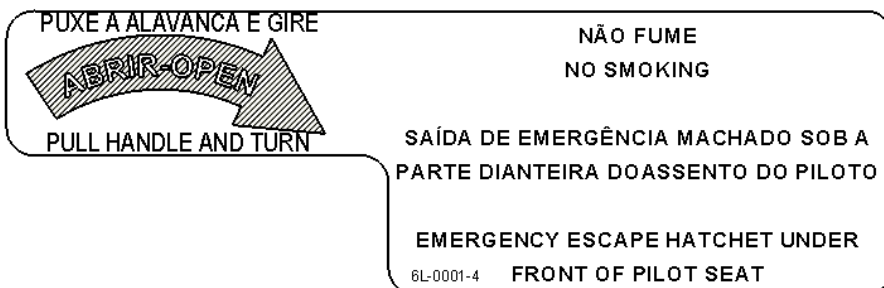 PUXE A ALAVANCA E GIRE
ABRIR-OPEN
PULL HANDLE AND TURN
NÃO FUME
NO SMOKING
SAÍDA DE EMERGÊNCIA MACHADO SOB A
PARTE DIANTEIRA DOASSENTO DO PILOTO
EMERGENCY ESCAPE HATCHET UNDER
6L-0001-4 FRONT OF PILOT SEAT